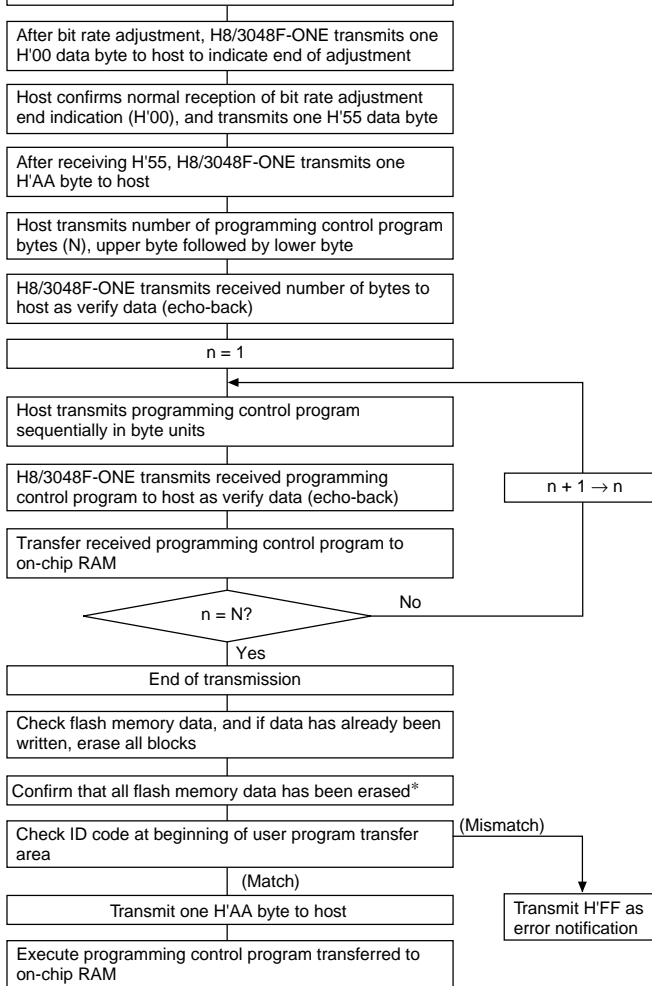 After bit rate adjustment, H8/3048F-ONE transmits one
H'00 data byte to host to indicate end of adjustment
Host confirms normal reception of bit rate adjustment
end indication (H'00), and transmits one H'55 data byte
After receiving H'55, H8/3048F-ONE transmits one
H'AA byte to host
Host transmits number of programming control program
bytes (N), upper byte followed by lower byte
H8/3048F-ONE transmits received number of bytes to
host as verify data (echo-back)
n = 1
Host transmits programming control program
sequentially in byte units
H8/3048F-ONE transmits received programming
control program to host as verify data (echo-back)
n + 1 → n
Transfer received programming control program to
on-chip RAM
n = N?
No
Yes
End of transmission
Check flash memory data, and if data has already been
written, erase all blocks
Confirm that all flash memory data has been erased*
Check ID code at beginning of user program transfer
area
(Mismatch)
(Match)
Transmit one H'AA byte to host
Transmit H'FF as
error notification
Execute programming control program transferred to
on-chip RAM